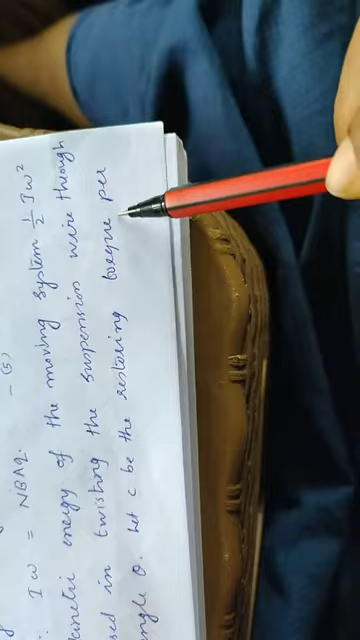 ∴ Iω = NBAq. - (5)
kinetic energy of the moving system ½ Iω²
used in twisting the suspension wire through
angle θ. Let c be the restoring torque per